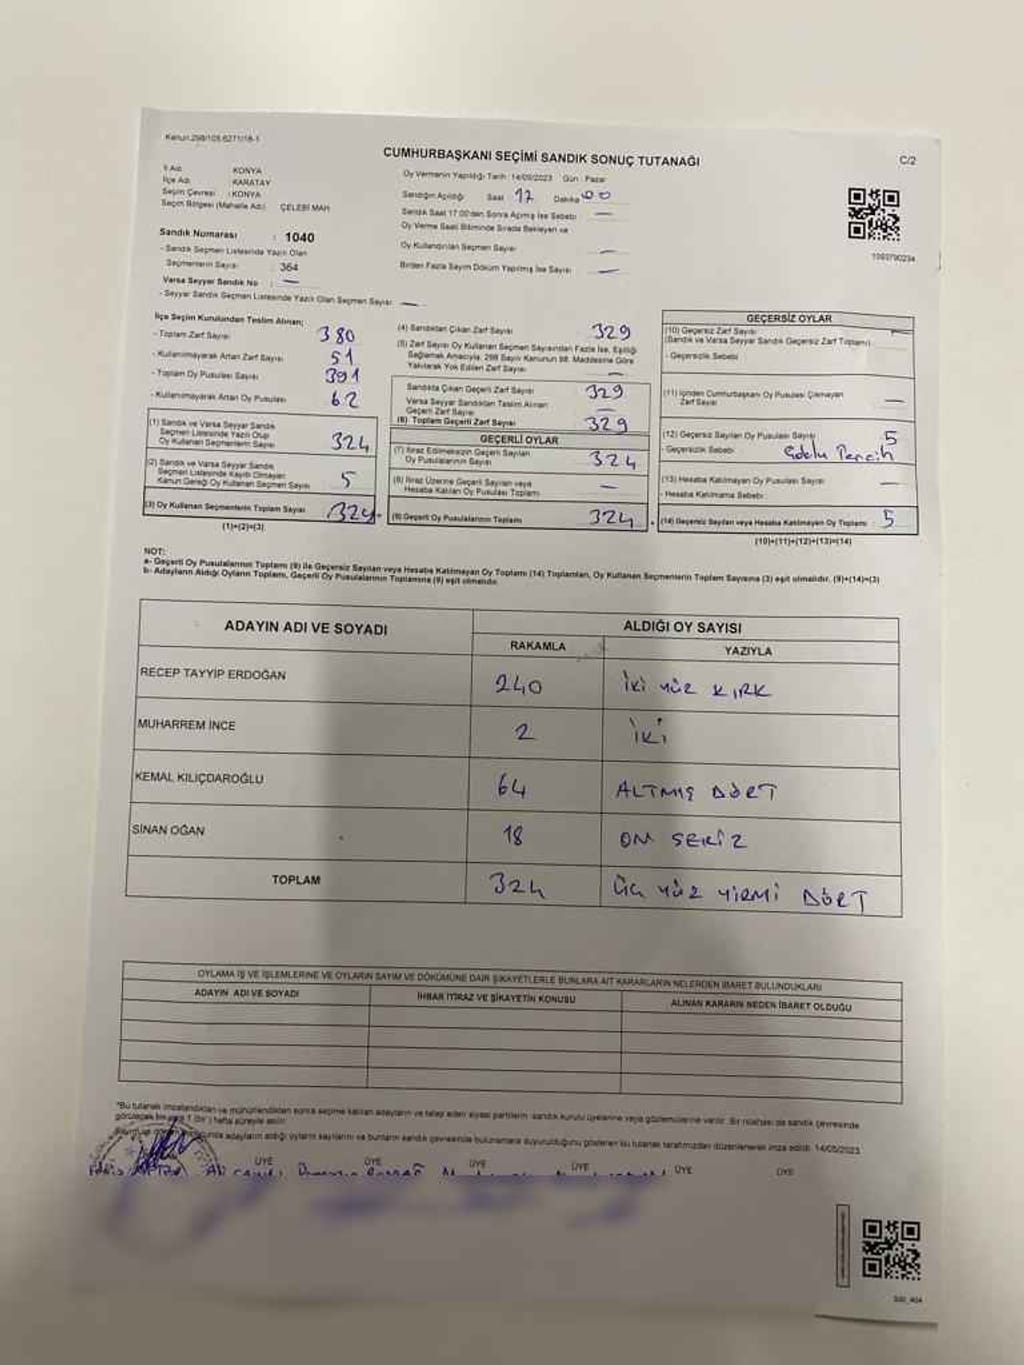 Kanun 298/105 6271/18-1
CUMHURBAŞKANI SEÇİMİ SANDIK SONUÇ TUTANAĞI
C/2
İl Adı : KONYA
İlçe Adı : KARATAY
Seçim Çevresi : KONYA
Seçim Bölgesi (Mahalle Adı) : ÇELEBİ MAH
Oy Vermenin Yapıldığı Tarih : 14/05/2023 Gün : Pazar
Sandığın Açıldığı Saat 17 Dakika 00
Sandık Saat 17:00'dan Sonra Açılmış İse Sebebi —
Oy Verme Saati Bitiminde Sırada Bekleyen ve
Oy Kullandırılan Seçmen Sayısı —
Birden Fazla Sayım Döküm Yapılmış İse Sayısı —
1093790234
Sandık Numarası : 1040
- Sandık Seçmen Listesinde Yazılı Olan
Seçmenlerin Sayısı : 364
Varsa Seyyar Sandık No : —
- Seyyar Sandık Seçmen Listesinde Yazılı Olan Seçmen Sayısı —
İlçe Seçim Kurulundan Teslim Alınan;
- Toplam Zarf Sayısı 380
- Kullanılmayarak Artan Zarf Sayısı 51
- Toplam Oy Pusulası Sayısı 391
- Kullanılmayarak Artan Oy Pusulası 62
(1) Sandık ve Varsa Seyyar Sandık
Seçmen Listesinde Yazılı Olup
Oy Kullanan Seçmenlerin Sayısı 324
(2) Sandık ve Varsa Seyyar Sandık
Seçmen Listesinde Kayıtlı Olmayan
Kanun Gereği Oy Kullanan Seçmen Sayısı 5
(3) Oy Kullanan Seçmenlerin Toplam Sayısı 324
(1)+(2)=(3)
(4) Sandıktan Çıkan Zarf Sayısı 329
(5) Zarf Sayısı Oy Kullanan Seçmen Sayısından Fazla İse, Eşitliği
Sağlamak Amacıyla, 298 Sayılı Kanunun 98. Maddesine Göre
Yakılarak Yok Edilen Zarf Sayısı —
Sandıkta Çıkan Geçerli Zarf Sayısı 329
Varsa Seyyar Sandıktan Teslim Alınan
Geçerli Zarf Sayısı —
(6) Toplam Geçerli Zarf Sayısı 329
GEÇERLİ OYLAR
(7) İtiraz Edilmeksizin Geçerli Sayılan
Oy Pusulalarının Sayısı 324
(8) İtiraz Üzerine Geçerli Sayılan veya
Hesaba Katılan Oy Pusulası Toplamı —
(9) Geçerli Oy Pusulalarının Toplamı 324
GEÇERSİZ OYLAR
(10) Geçersiz Zarf Sayısı —
(Sandık ve Varsa Seyyar Sandık Geçersiz Zarf Toplamı)
- Geçersizlik Sebebi
(11) İçinden Cumhurbaşkanı Oy Pusulası Çıkmayan
Zarf Sayısı —
(12) Geçersiz Sayılan Oy Pusulası Sayısı 5
- Geçersizlik Sebebi
(13) Hesaba Katılmayan Oy Pusulası Sayısı —
- Hesaba Katılmama Sebebi :
(14) Geçersiz Sayılan veya Hesaba Katılmayan Oy Toplamı 5
(10)+(11)+(12)+(13)=(14)
NOT:
a- Geçerli Oy Pusulalarının Toplamı (9) ile Geçersiz Sayılan veya Hesaba Katılmayan Oy Toplamı (14) Toplamları, Oy Kullanan Seçmenlerin Toplam Sayısına (3) eşit olmalıdır. (9)+(14)=(3)
b- Adayların Aldığı Oyların Toplamı, Geçerli Oy Pusulalarının Toplamına (9) eşit olmalıdır.
ADAYIN ADI VE SOYADI
ALDIĞI OY SAYISI
RAKAMLA YAZIYLA
RECEP TAYYİP ERDOĞAN 240 İKİ YÜZ KIRK
MUHARREM İNCE 2 İKİ
KEMAL KILIÇDAROĞLU 64 ALTMIŞ DÖRT
SİNAN OĞAN 18 ON SEKİZ
TOPLAM 324 ÜÇ YÜZ YİRMİ DÖRT
OYLAMA İŞ VE İŞLEMLERİNE VE OYLARIN SAYIM VE DÖKÜMÜNE DAİR ŞİKAYETLERLE BUNLARA AİT KARARLARIN NELERDEN İBARET BULUNDUKLARI
ADAYIN ADI VE SOYADI İHBAR İTİRAZ VE ŞİKAYETİN KONUSU ALINAN KARARIN NEDEN İBARET OLDUĞU
*Bu tutanak imzalandıktan ve mühürlendikten sonra seçime katılan adayların ve talep eden siyasi partilerin sandık kurulu üyelerine veya gözlemcilerine verilir. Bir nüshası da sandık çevresinde
görülecek bir yere 1 (bir) hafta süreyle asılır.
adayların aldığı oyların sayılarını ve bunların sandık çevresinde bulunanlara duyurulduğunu gösteren bu tutanak tarafımızdan düzenlenerek imza edildi. 14/05/2023
ÜYE ÜYE ÜYE ÜYE ÜYE ÜYE